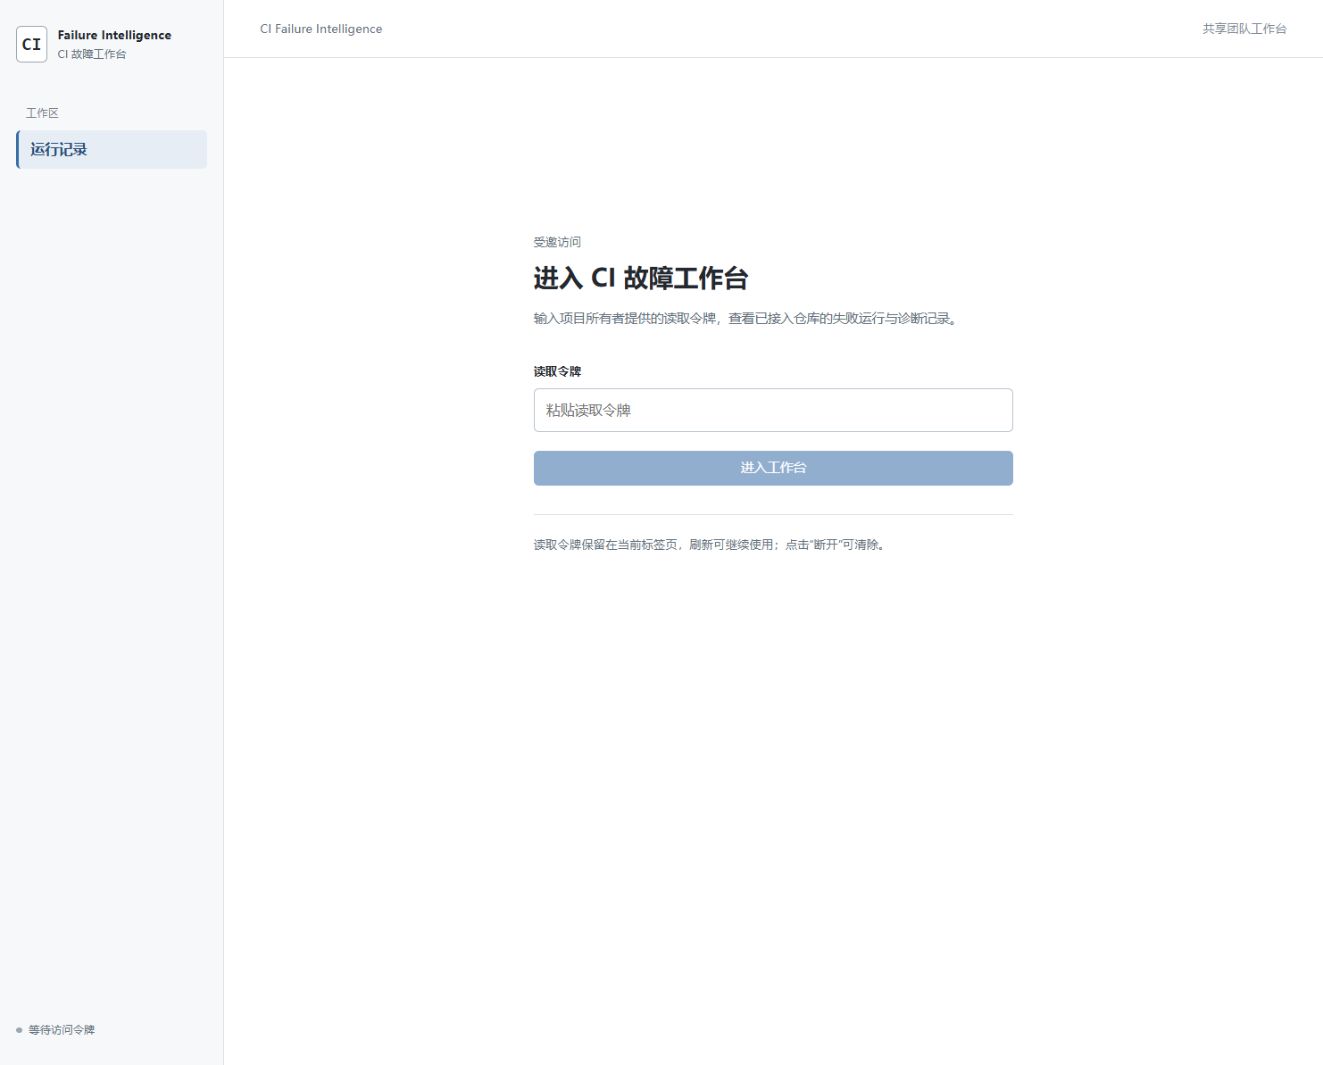 CI
Failure Intelligence
CI 故障工作台
工作区
运行记录
等待访问令牌
CI Failure Intelligence
共享团队工作台
受邀访问
进入 CI 故障工作台
输入项目所有者提供的读取令牌，查看已接入仓库的失败运行与诊断记录。
读取令牌
粘贴读取令牌
进入工作台
读取令牌保留在当前标签页，刷新可继续使用；点击“断开”可清除。